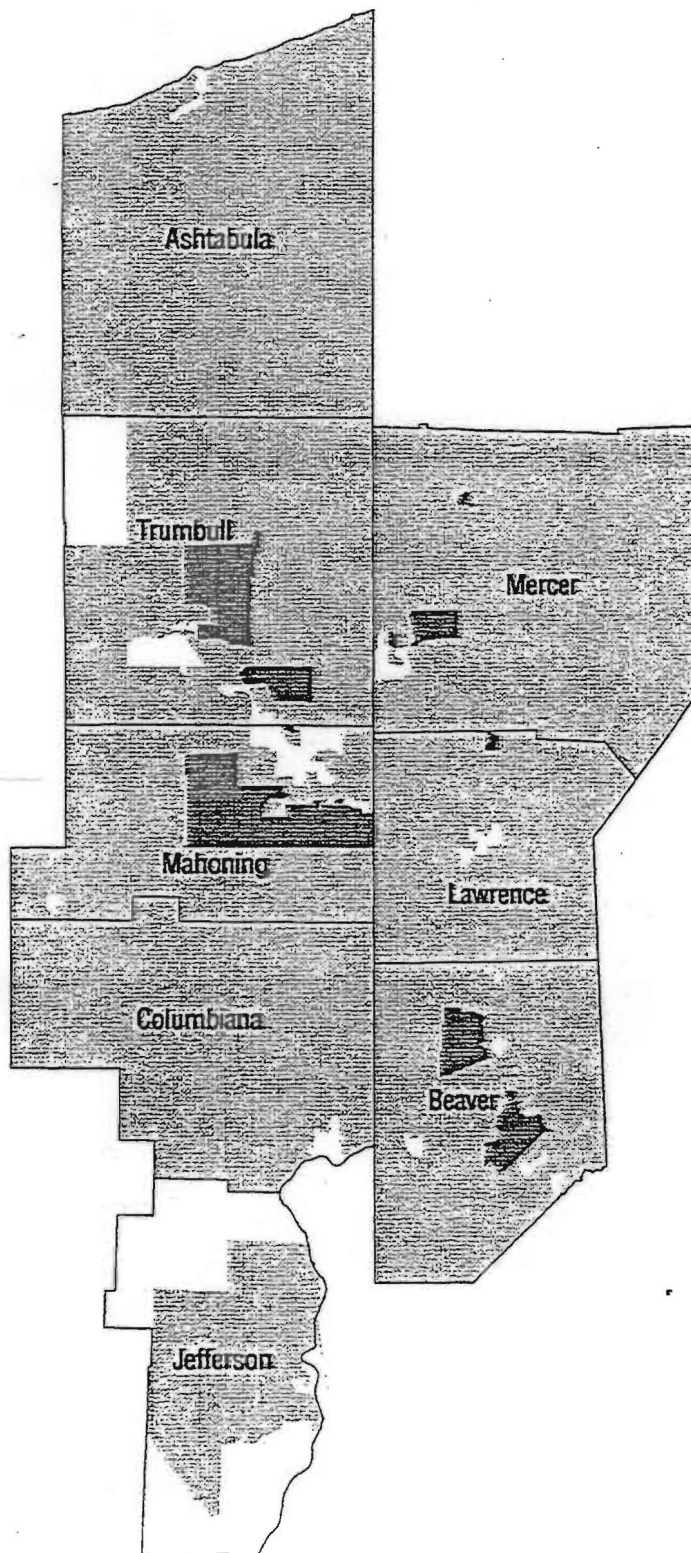 Ashtabula
Trumbull
Mercer
Mahoning
Lawrence
Columbiana
Beaver
Jefferson